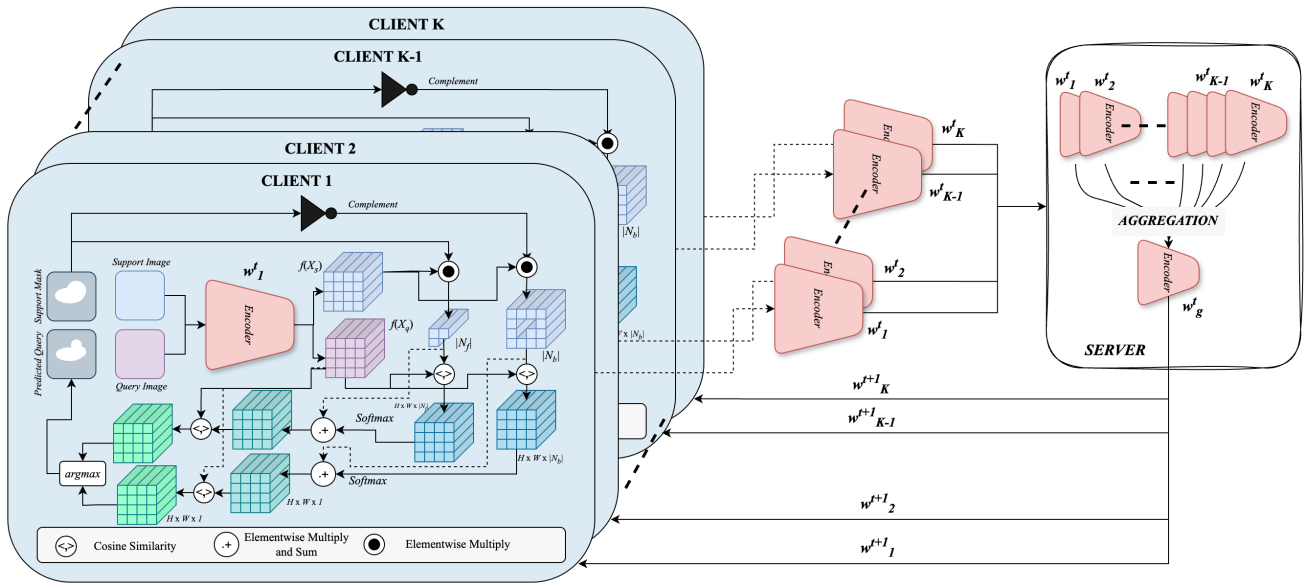 CLIENT K
CLIENT K-1
Complement
|N_b|
W x |N_b|
CLIENT 2
CLIENT 1
Complement
Support Mask
Support Image
w^t_1
Encoder
f(X_s)
f(X_q)
|N_f|
|N_b|
Predicted Query
Query Image
H x W x |N_f|
Softmax
H x W x |N_b|
argmax
Softmax
H x W x 1
H x W x 1
<,> Cosine Similarity
.+ Elementwise Multiply
and Sum
Elementwise Multiply
Enc
w^t_K
Encoder
w^t_K-1
Encoder
w^t_2
Encoder
w^t_1
w^t_1
w^t_2
w^t_K-1
w^t_K
Encoder
Encoder
AGGREGATION
Encoder
w^t_g
SERVER
w^t+1_K
w^t+1_K-1
w^t+1_2
w^t+1_1